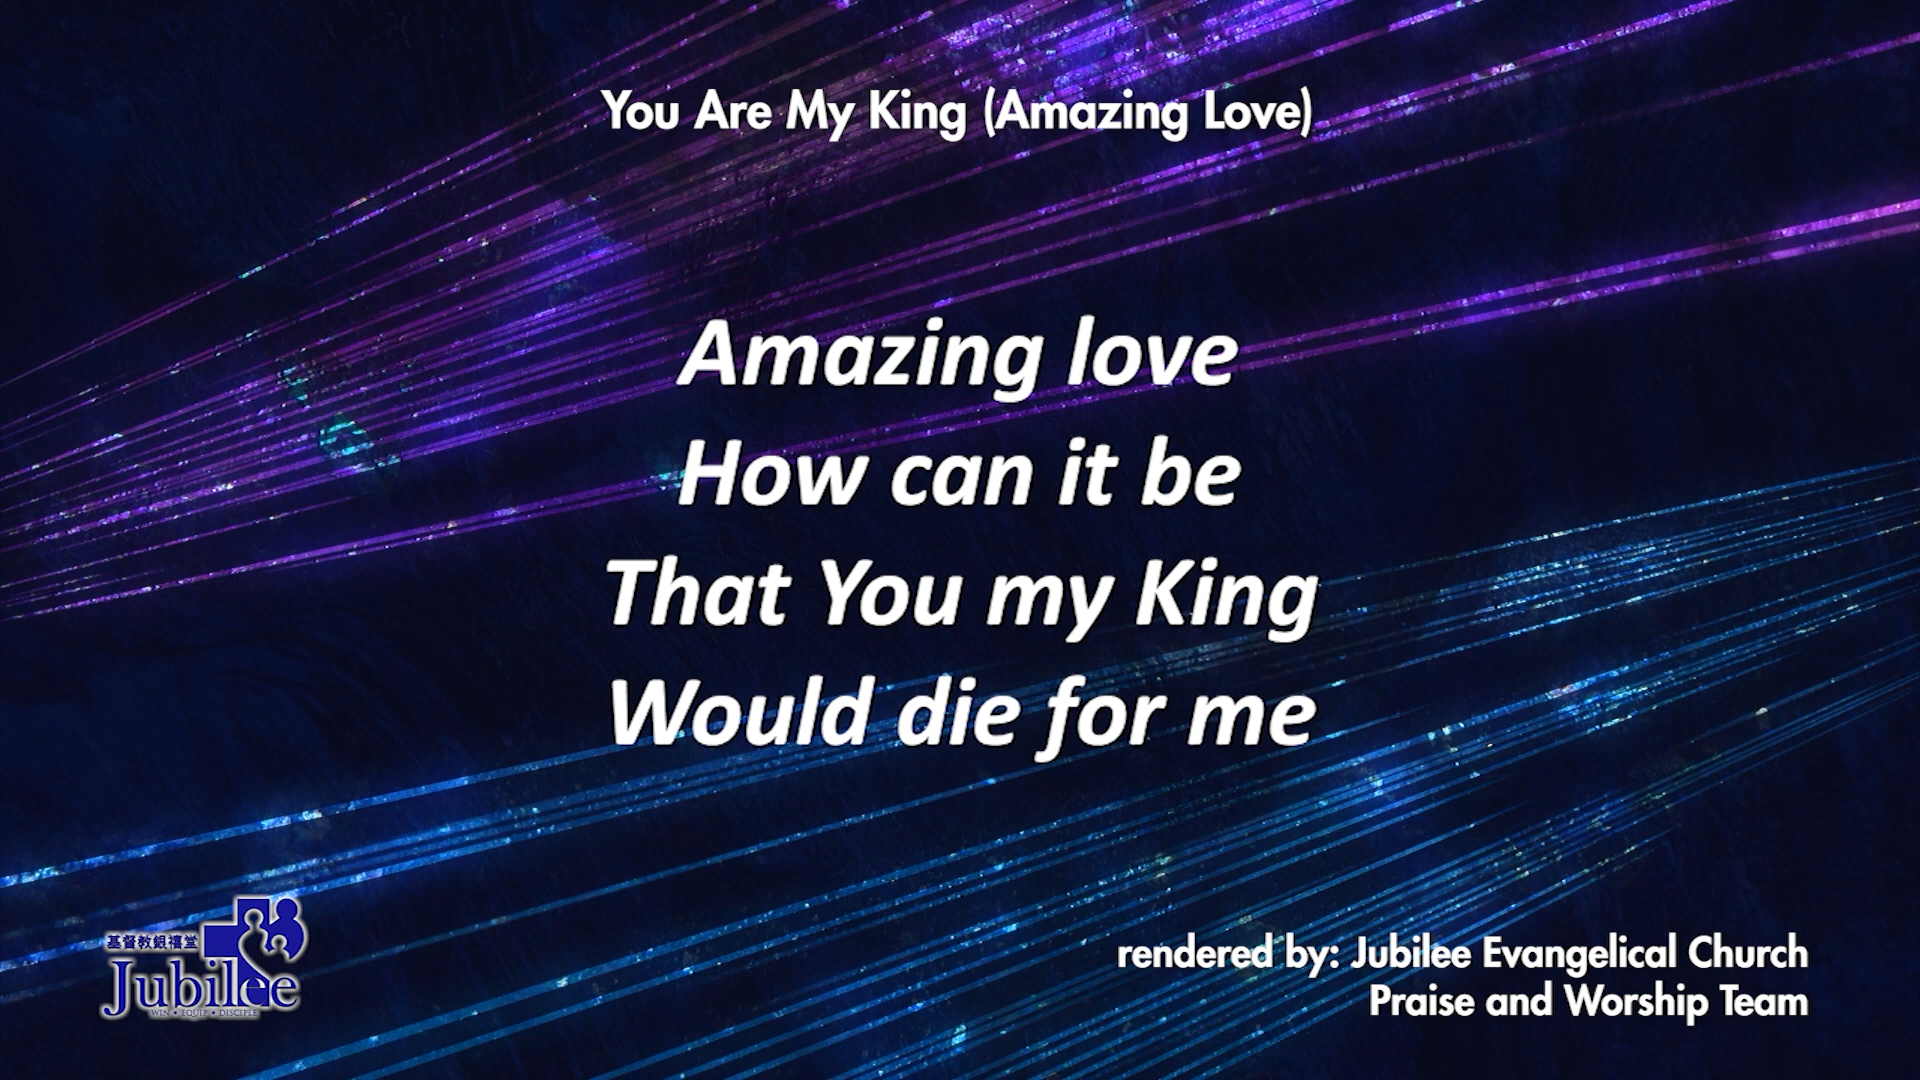 You Are My King (Amazing Love)
Amazing love
How can it be
That You my King
Would die for me
基督教銀禧堂
Jubilee
WIN • EQUIP • DISCIPLE
rendered by: Jubilee Evangelical Church
Praise and Worship Team